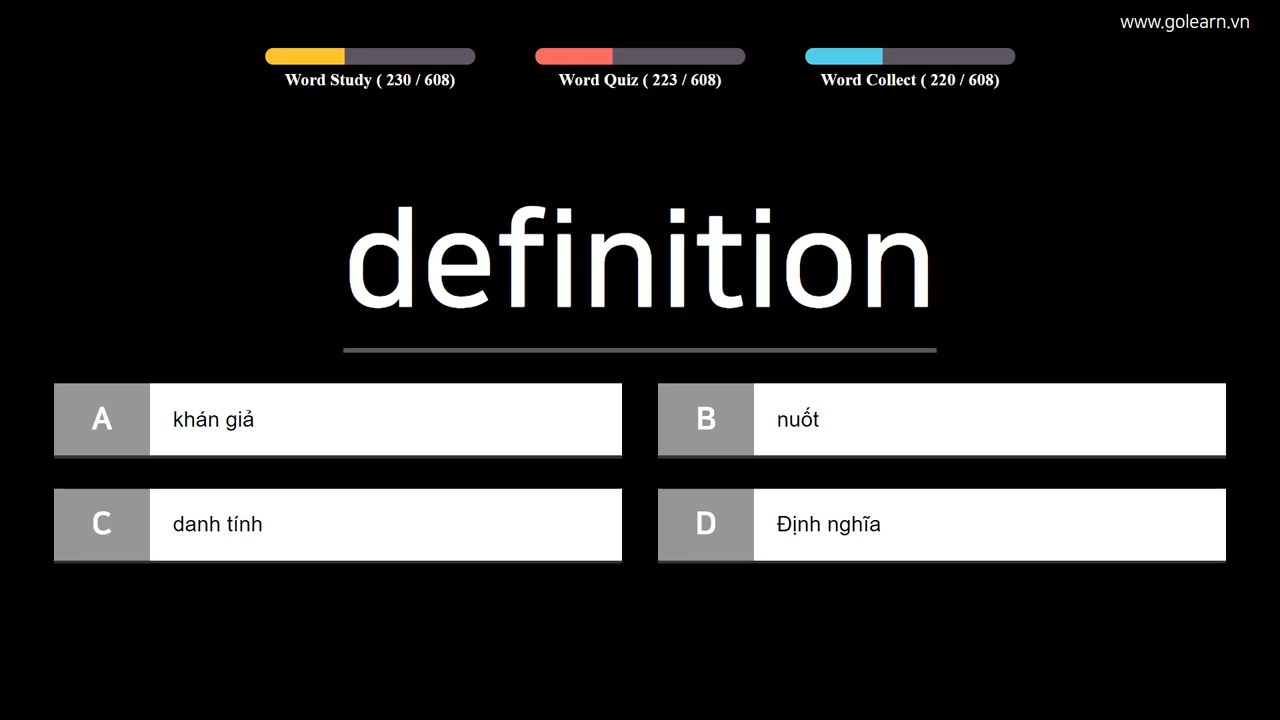 www.golearn.vn
Word Study ( 230 / 608)
Word Quiz ( 223 / 608)
Word Collect ( 220 / 608)
definition
A khán giả
B nuốt
C danh tính
D Định nghĩa